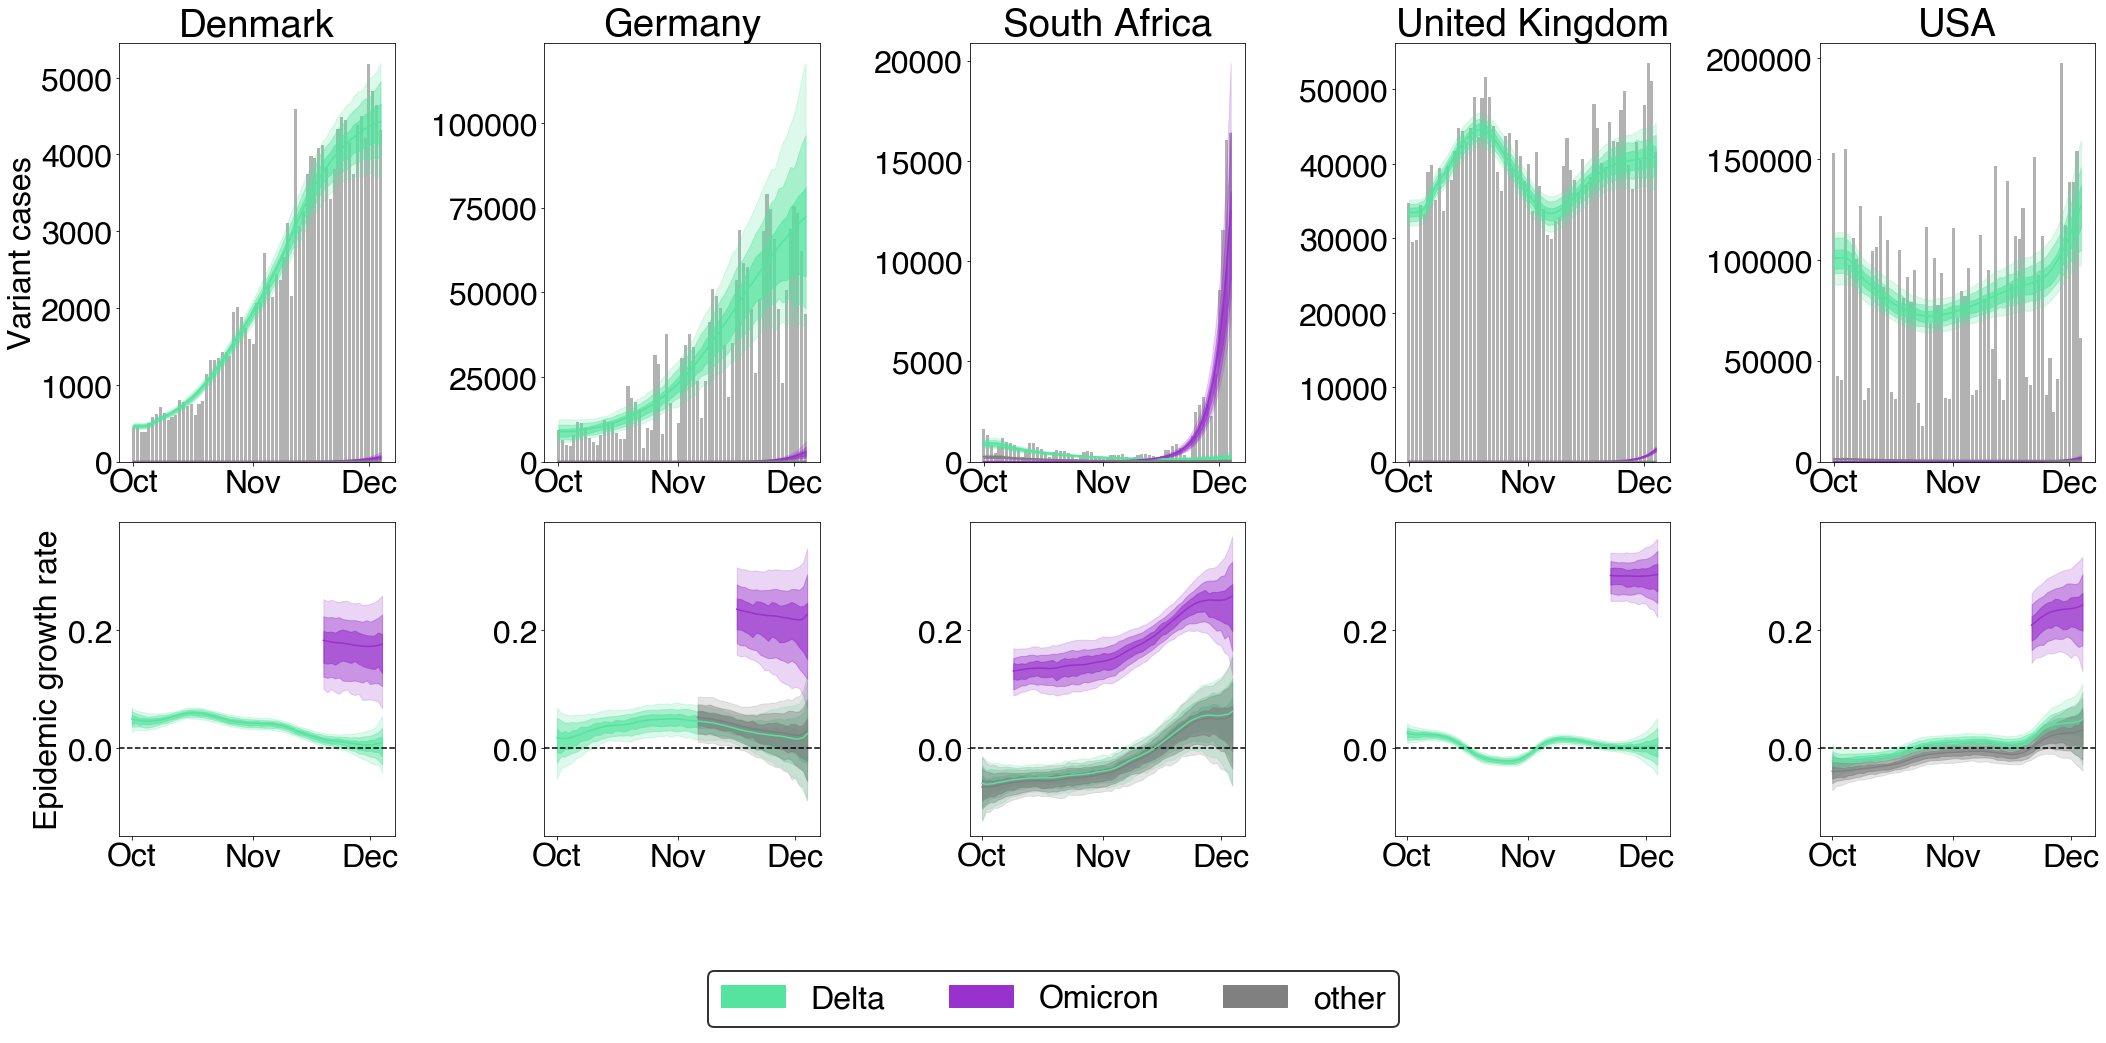 Denmark
Germany
South Africa
United Kingdom
USA
Variant cases
5000
4000
3000
2000
1000
0
Oct Nov Dec
100000
75000
50000
25000
0
Oct Nov Dec
20000
15000
10000
5000
0
Oct Nov Dec
50000
40000
30000
20000
10000
0
Oct Nov Dec
200000
150000
100000
50000
0
Oct Nov Dec
Epidemic growth rate
0.2
0.0
Oct Nov Dec
0.2
0.0
Oct Nov Dec
0.2
0.0
Oct Nov Dec
0.2
0.0
Oct Nov Dec
0.2
0.0
Oct Nov Dec
Delta Omicron other